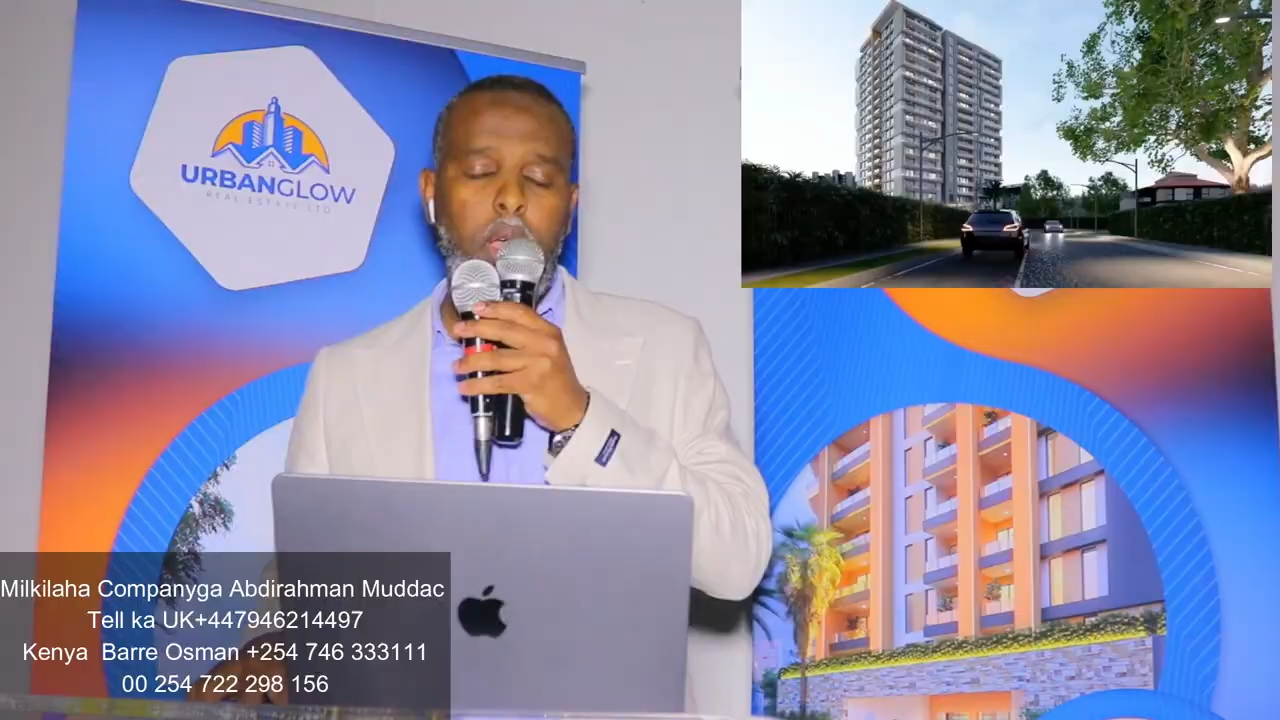 URBANGLOW
REAL ESTATE LTD
Milkilaha Companyga Abdirahman Muddac
Tell ka UK+447946214497
Kenya Barre Osman +254 746 333111
00 254 722 298 156